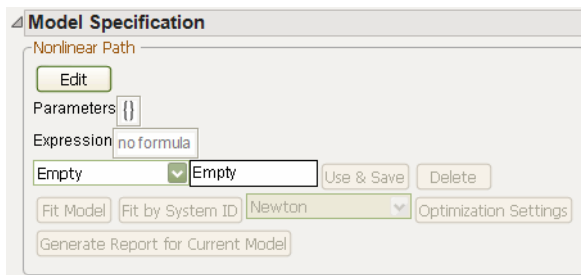 Model Specification
Nonlinear Path
Edit
Parameters {}
Expression no formula
Empty Empty Use & Save Delete
Fit Model Fit by System ID Newton Optimization Settings
Generate Report for Current Model